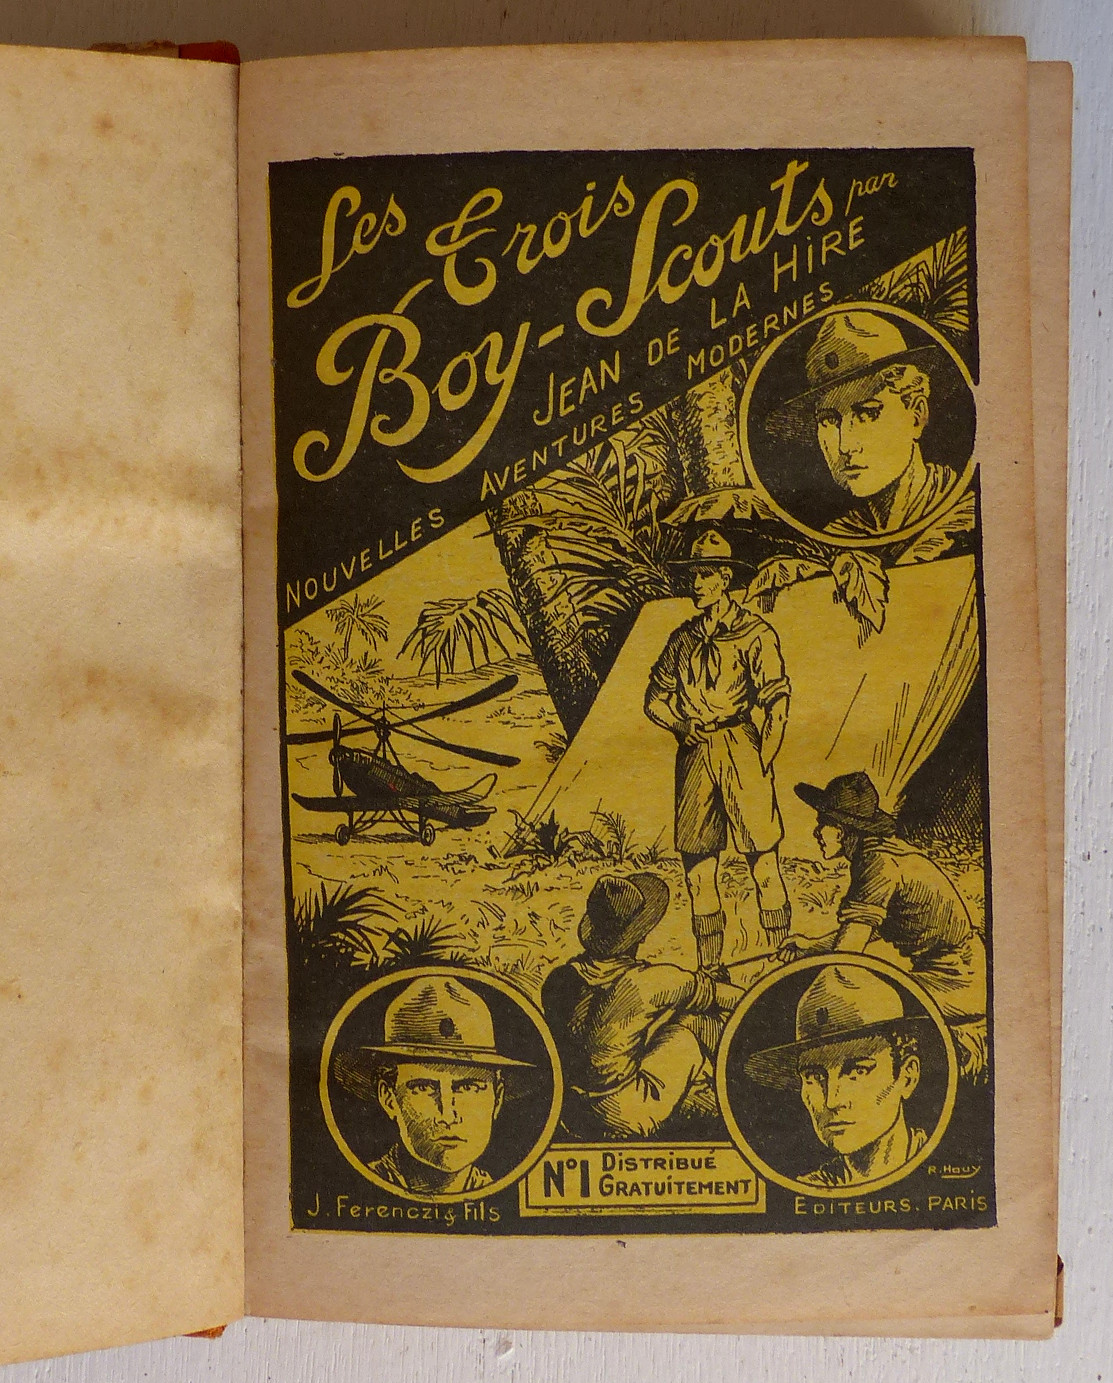 Les Trois
Boy-Scouts par
JEAN DE LA HiRE
NOUVELLES AVENTURES MODERNES
N°1 DiSTRiBUÉ
GRATUiTEMENT
R. Houy
J. Ferenczi & Fils
EDiTEURS. PARiS